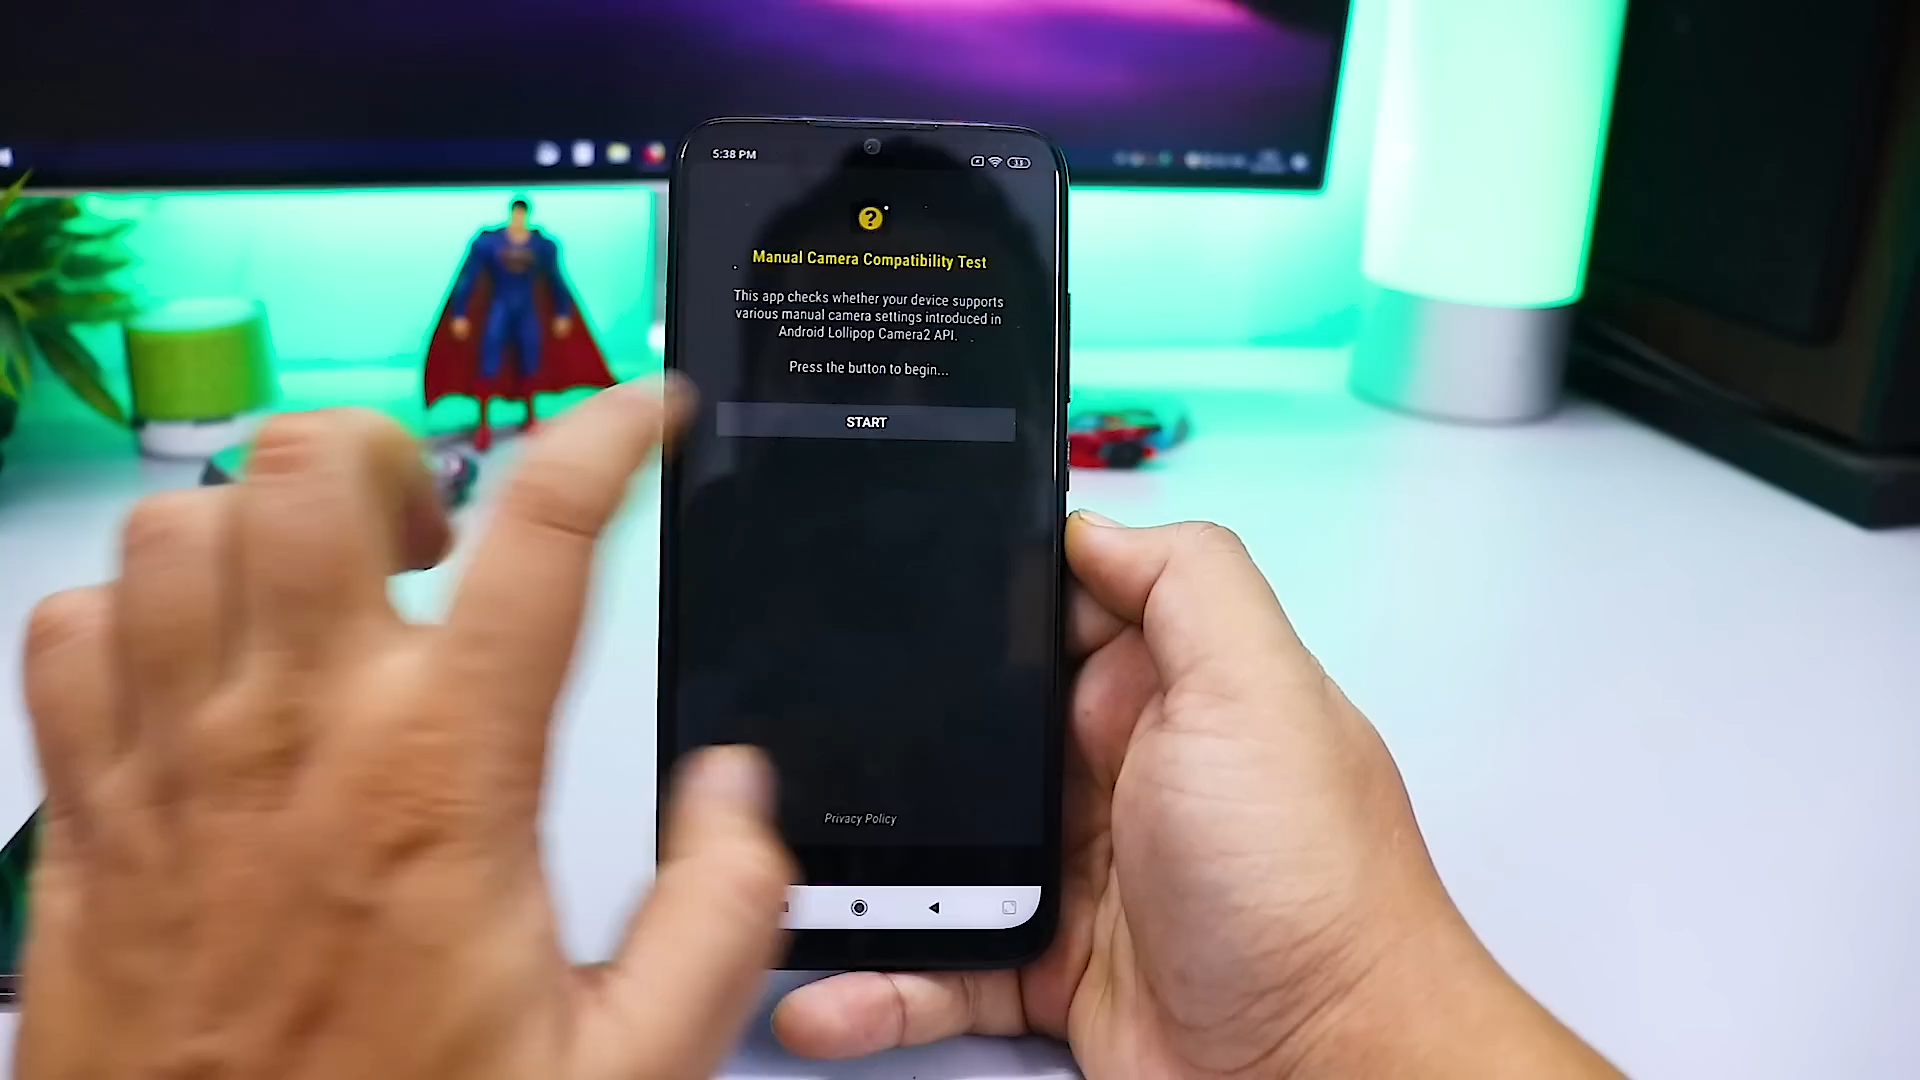 5:38 PM
33
?
Manual Camera Compatibility Test
This app checks whether your device supports
various manual camera settings introduced in
Android Lollipop Camera2 API.
Press the button to begin...
START
Privacy Policy